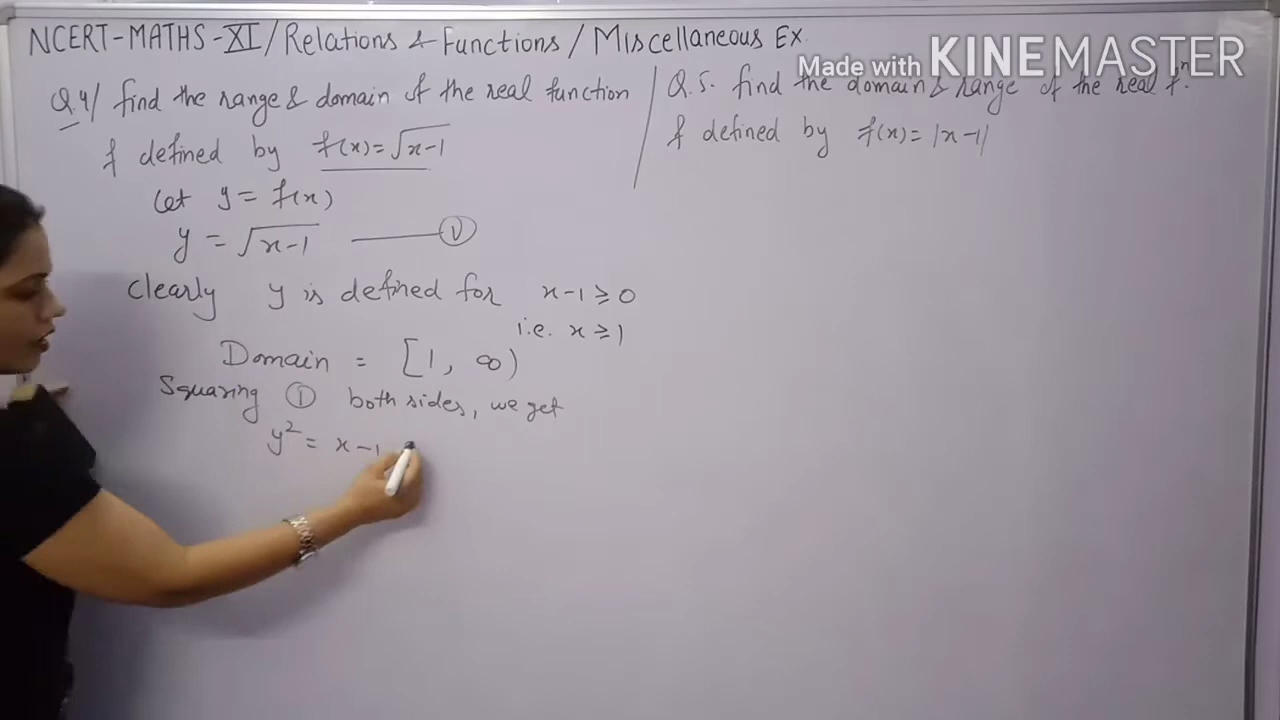 NCERT-MATHS-XI/Relations & Functions/Miscellaneous Ex.
Made with KINEMASTER
Q.4/ find the range & domain of the real function
f defined by f(x)=√x-1
Let y = f(x)
y = √x-1 ——— ①
Clearly y is defined for x-1 ≥ 0
i.e. x ≥ 1
Domain = [1, ∞)
Squaring ① both sides, we get
y² = x-1
Q.5. find the domain & range of the real fⁿ.
f defined by f(x)= |x-1|